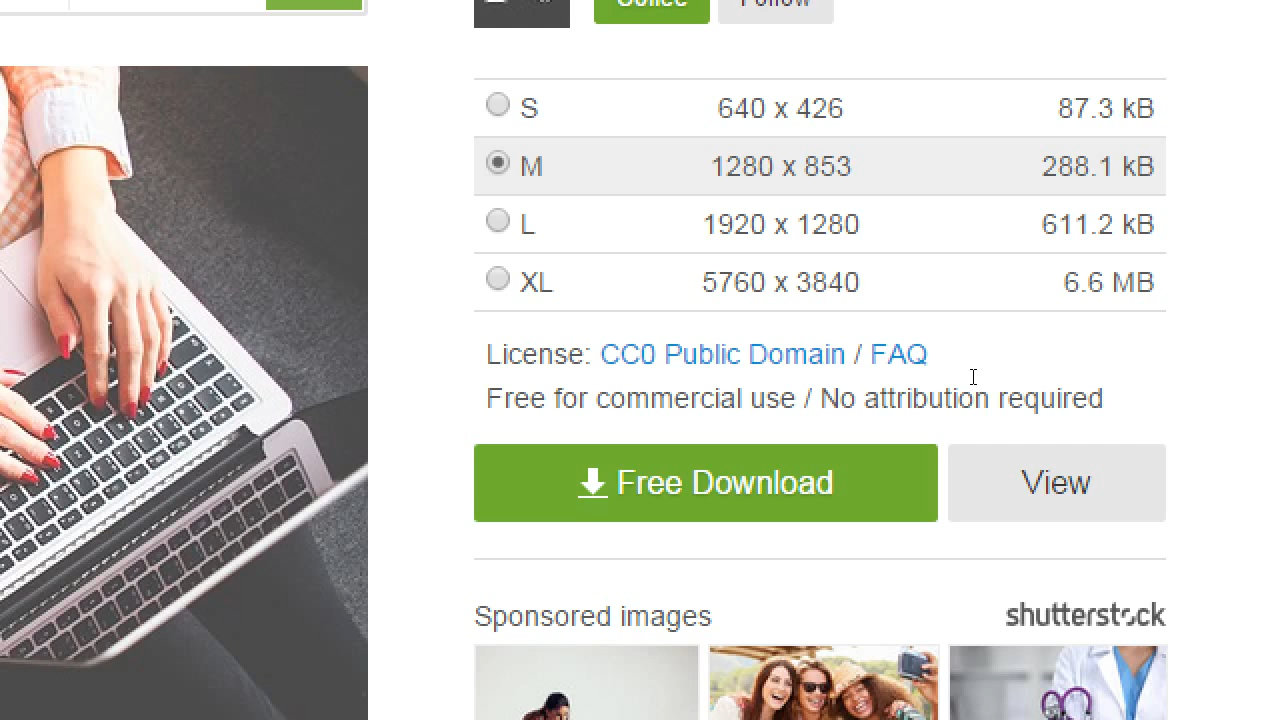 Coffee Follow
S 640 x 426 87.3 kB
M 1280 x 853 288.1 kB
L 1920 x 1280 611.2 kB
XL 5760 x 3840 6.6 MB
License: CC0 Public Domain / FAQ
Free for commercial use / No attribution required
Free Download View
Sponsored images shutterstock